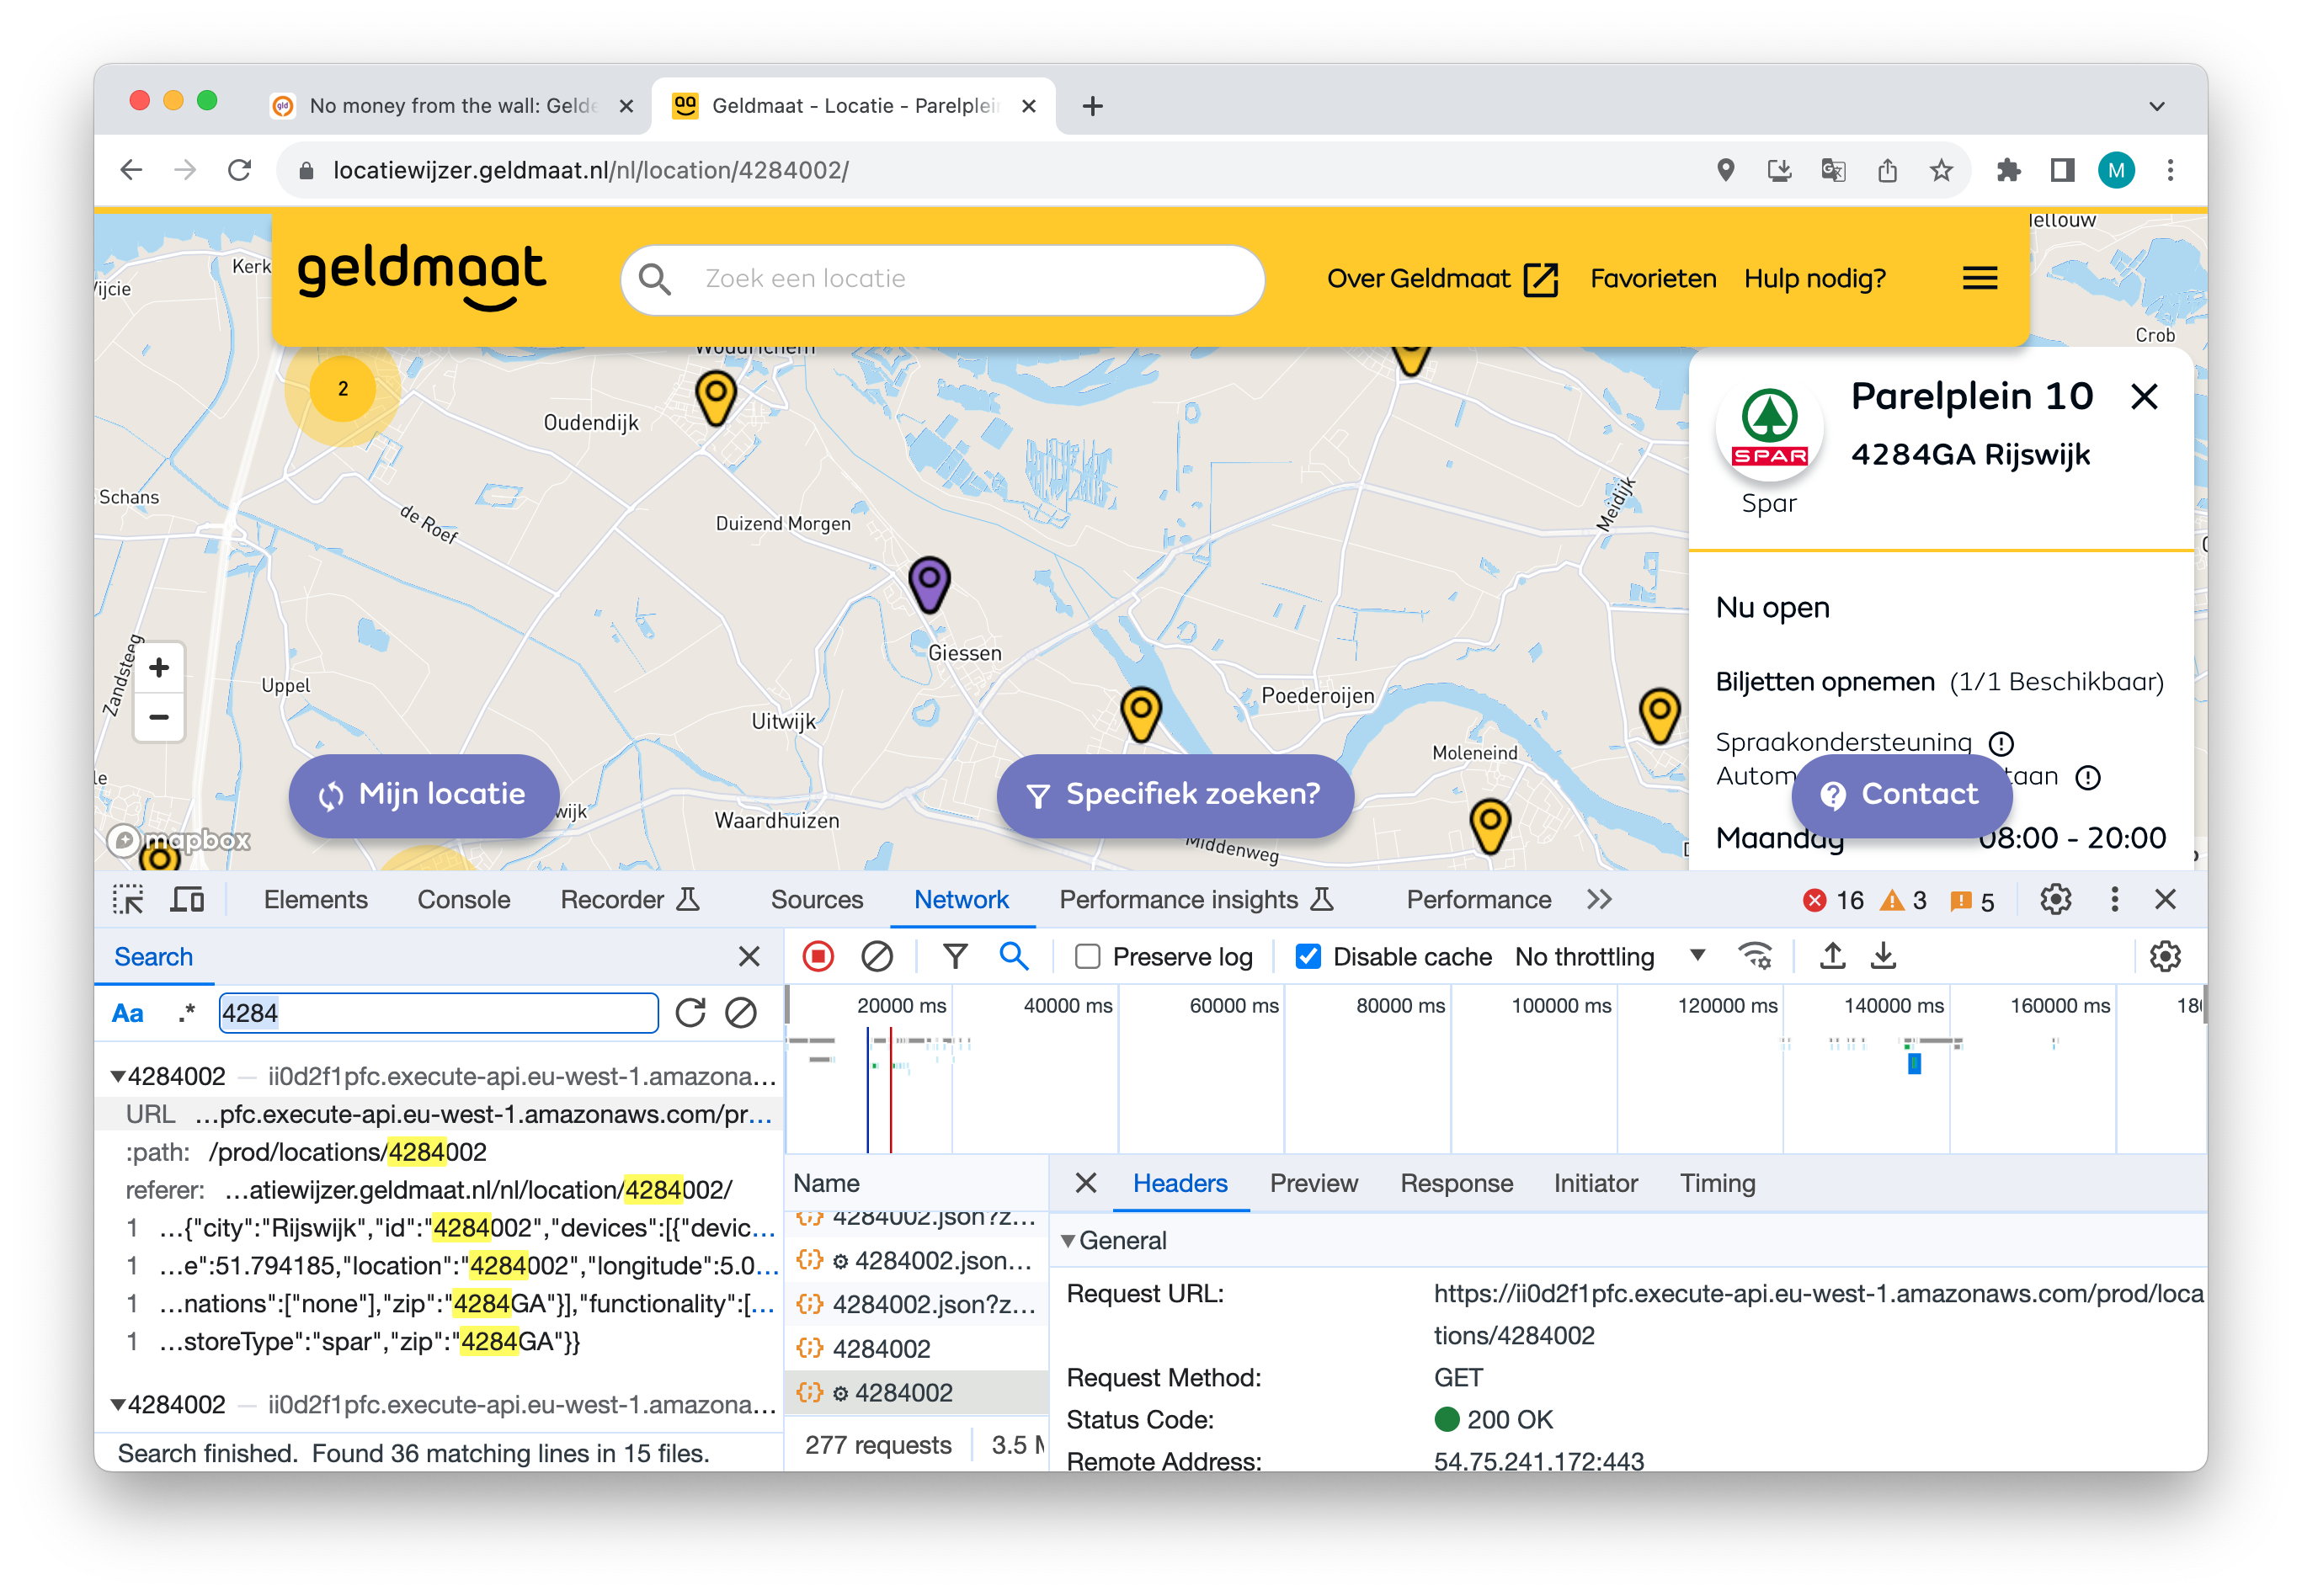 No money from the wall: Geld
Geldmaat - Locatie - Parelplein
locatiewijzer.geldmaat.nl/nl/location/4284002/
M
geldmaat
Zoek een locatie
Over Geldmaat
Favorieten
Hulp nodig?
Kerk
Crob
2
Oudendijk
Schans
de Roef
Duizend Morgen
Meidijk
Giessen
Zandsteeg
Uppel
Uitwijk
Poederoijen
Moleneind
Waardhuizen
Middenweg
wijk
mapbox
+
−
Mijn locatie
Specifiek zoeken?
Contact
SPAR
Spar
Parelplein 10
4284GA Rijswijk
Nu open
Biljetten opnemen (1/1 Beschikbaar)
Spraakondersteuning
Autom taan
Maandag 08:00 - 20:00
Elements Console Recorder Sources Network Performance insights Performance 16 3 5
Search
Preserve log Disable cache No throttling
Aa .* 4284
20000 ms 40000 ms 60000 ms 80000 ms 100000 ms 120000 ms 140000 ms 160000 ms
4284002 — ii0d2f1pfc.execute-api.eu-west-1.amazona…
URL …pfc.execute-api.eu-west-1.amazonaws.com/pr…
:path: /prod/locations/4284002
referer: …atiewijzer.geldmaat.nl/nl/location/4284002/
1 …{"city":"Rijswijk","id":"4284002","devices":[{"devic…
1 …e":51.794185,"location":"4284002","longitude":5.0…
1 …nations":["none"],"zip":"4284GA"}],"functionality":[…
1 …storeType":"spar","zip":"4284GA"}}
4284002 — ii0d2f1pfc.execute-api.eu-west-1.amazona…
Search finished. Found 36 matching lines in 15 files.
Name
4284002.json?z…
4284002.json…
4284002.json?z…
4284002
4284002
277 requests 3.5 M
Headers Preview Response Initiator Timing
General
Request URL: https://ii0d2f1pfc.execute-api.eu-west-1.amazonaws.com/prod/loca
tions/4284002
Request Method: GET
Status Code: 200 OK
Remote Address: 54.75.241.172:443